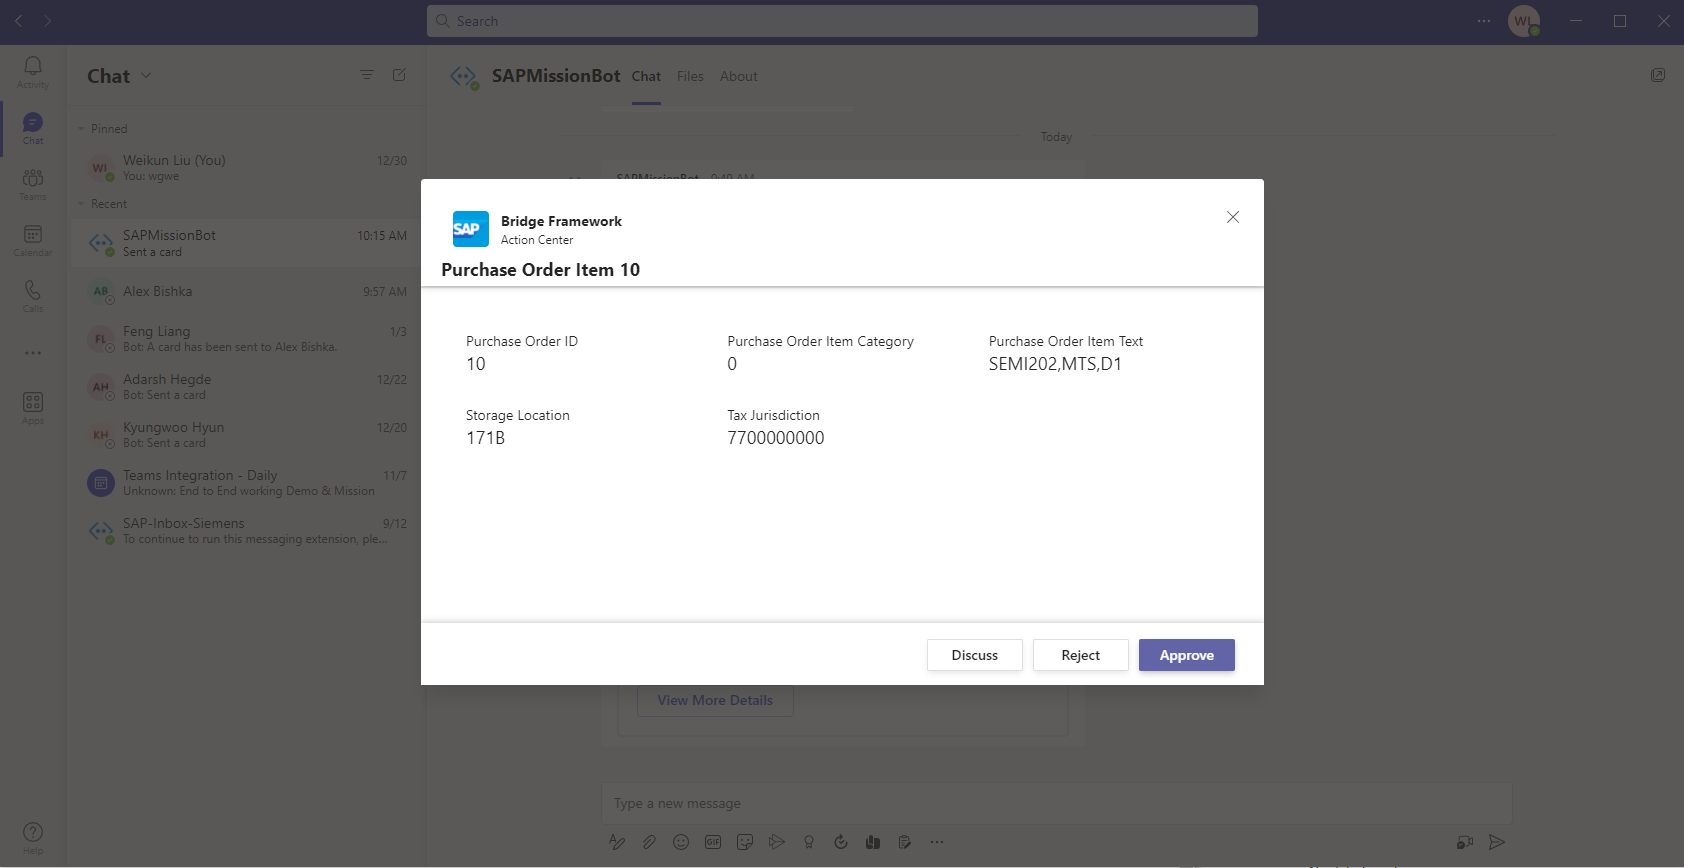 Search
WL
Activity
Chat
Teams
Calendar
Calls
Apps
Help
Chat
Pinned
WL
Weikun Liu (You)
12/30
You: wgwe
Recent
SAPMissionBot
10:15 AM
Sent a card
AB
Alex Bishka
9:57 AM
FL
Feng Liang
1/3
Bot: A card has been sent to Alex Bishka.
AH
Adarsh Hegde
12/22
Bot: Sent a card
KH
Kyungwoo Hyun
12/20
Bot: Sent a card
Teams Integration - Daily
11/7
Unknown: End to End working Demo & Mission
SAP-Inbox-Siemens
9/12
To continue to run this messaging extension, ple...
SAPMissionBot
Chat
Files
About
Today
SAPMissionBot 9:49 AM
SAP
Bridge Framework
Action Center
Purchase Order Item 10
Purchase Order ID
10
Purchase Order Item Category
0
Purchase Order Item Text
SEMI202,MTS,D1
Storage Location
171B
Tax Jurisdiction
7700000000
Discuss
Reject
Approve
View More Details
Type a new message
GIF